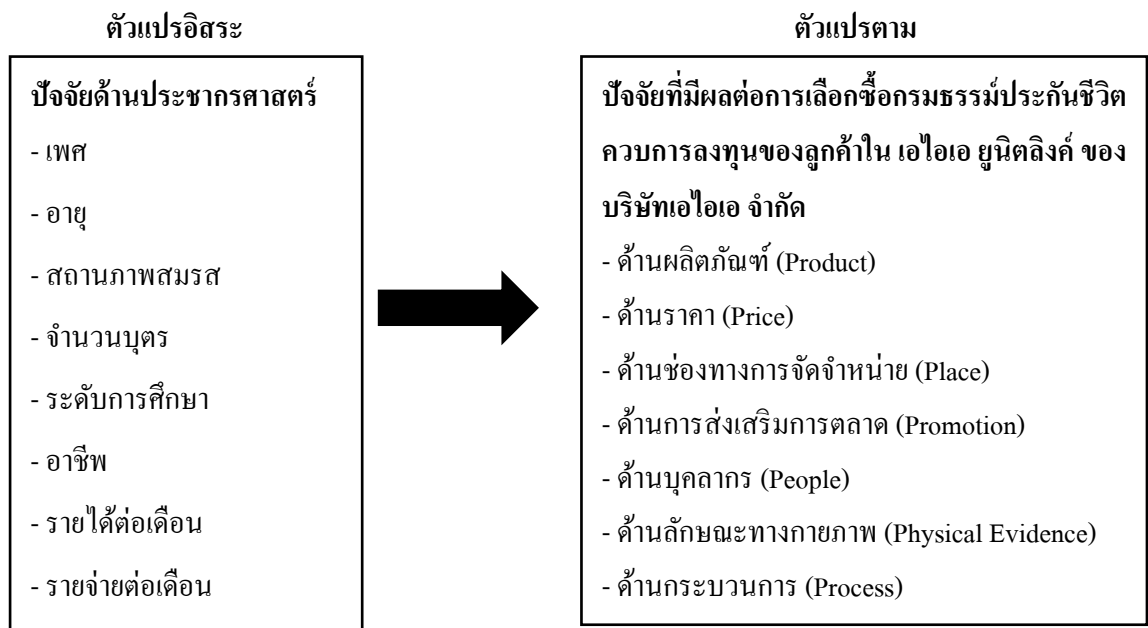 ตัวแปรอิสระ
ปัจจัยด้านประชากรศาสตร์
- เพศ
- อายุ
- สถานภาพสมรส
- จำนวนบุตร
- ระดับการศึกษา
- อาชีพ
- รายได้ต่อเดือน
- รายจ่ายต่อเดือน
ตัวแปรตาม
ปัจจัยที่มีผลต่อการเลือกซื้อกรมธรรม์ประกันชีวิต
ควบการลงทุนของลูกค้าใน เอไอเอ ยูนิตลิงค์ ของ
บริษัทเอไอเอ จำกัด
- ด้านผลิตภัณฑ์ (Product)
- ด้านราคา (Price)
- ด้านช่องทางการจัดจำหน่าย (Place)
- ด้านการส่งเสริมการตลาด (Promotion)
- ด้านบุคลากร (People)
- ด้านลักษณะทางกายภาพ (Physical Evidence)
- ด้านกระบวนการ (Process)